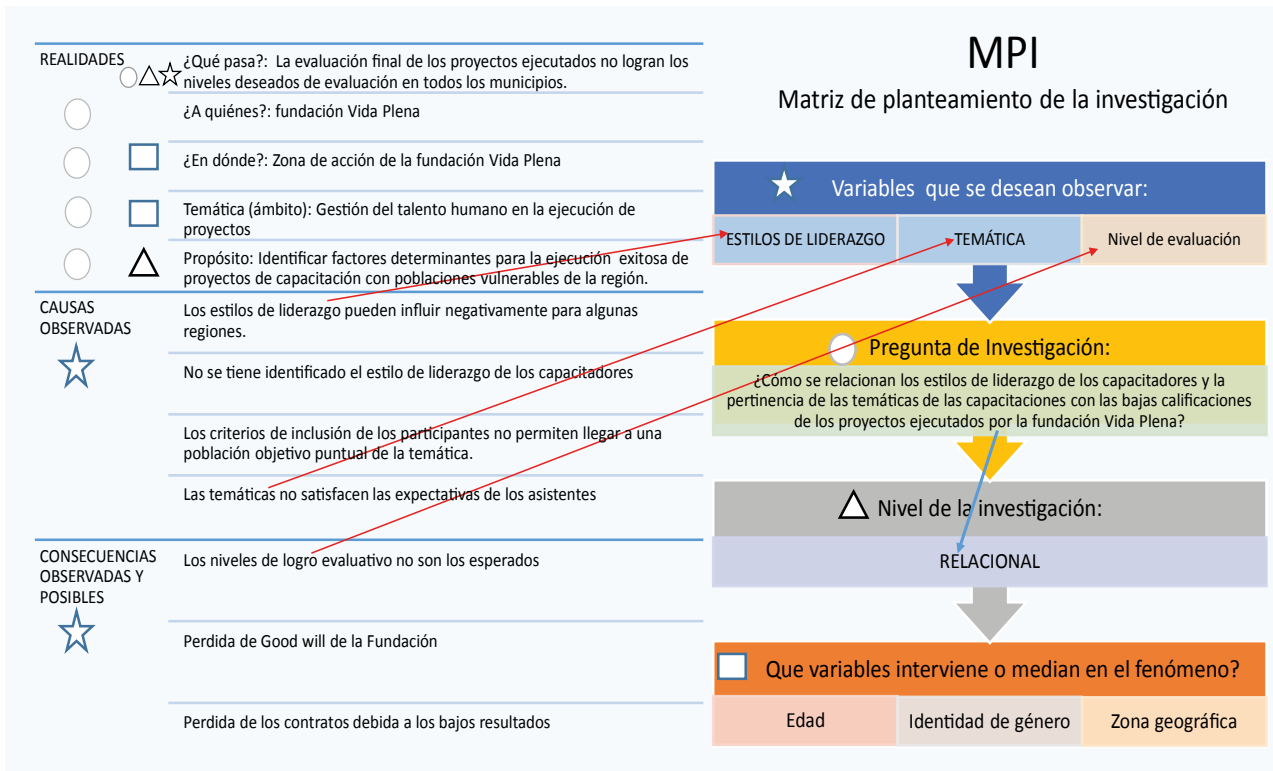 REALIDADES
¿Qué pasa?: La evaluación final de los proyectos ejecutados no logran los
niveles deseados de evaluación en todos los municipios.
¿A quiénes?: fundación Vida Plena
¿En dónde?: Zona de acción de la fundación Vida Plena
Temática (ámbito): Gestión del talento humano en la ejecución de
proyectos
Propósito: Identificar factores determinantes para la ejecución exitosa de
proyectos de capacitación con poblaciones vulnerables de la región.
CAUSAS
OBSERVADAS
Los estilos de liderazgo pueden influir negativamente para algunas
regiones.
No se tiene identificado el estilo de liderazgo de los capacitadores
Los criterios de inclusión de los participantes no permiten llegar a una
población objetivo puntual de la temática.
Las temáticas no satisfacen las expectativas de los asistentes
CONSECUENCIAS
OBSERVADAS Y
POSIBLES
Los niveles de logro evaluativo no son los esperados
Perdida de Good will de la Fundación
Perdida de los contratos debida a los bajos resultados
MPI
Matriz de planteamiento de la investigación
Variables que se desean observar:
ESTILOS DE LIDERAZGO
TEMÁTICA
Nivel de evaluación
Pregunta de Investigación:
¿Cómo se relacionan los estilos de liderazgo de los capacitadores y la
pertinencia de las temáticas de las capacitaciones con las bajas calificaciones
de los proyectos ejecutados por la fundación Vida Plena?
Nivel de la investigación:
RELACIONAL
Que variables interviene o median en el fenómeno?
Edad
Identidad de género
Zona geográfica